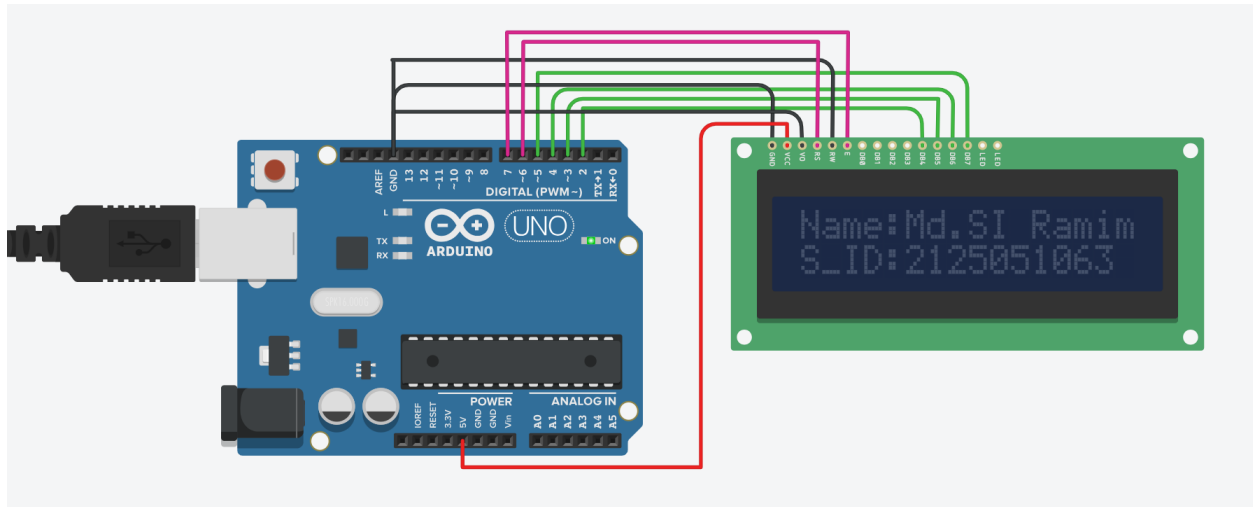 AREF
GND
13
12
~11
~10
~9
8
7
~6
~5
4
~3
2
TX→1
RX←0
DIGITAL (PWM~)
L
TX
RX
ARDUINO
UNO
ON
IOREF
RESET
3.3V
5V
GND
GND
Vin
POWER
ANALOG IN
A0
A1
A2
A3
A4
A5
GND
VCC
VO
RS
RW
E
DB0
DB1
DB2
DB3
DB4
DB5
DB6
DB7
LED
LED
Name:Md.SI Ramim
S_ID:2125051063